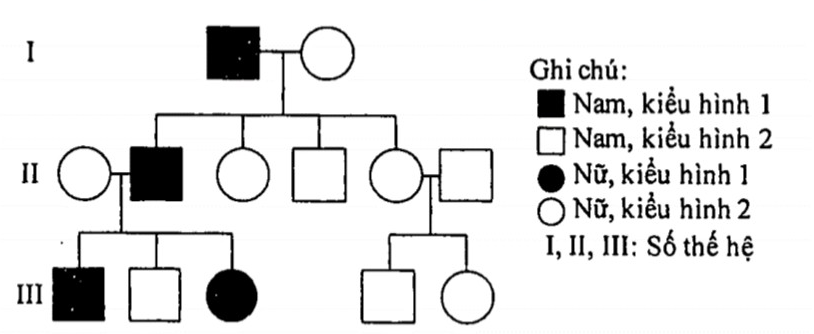 I
II
III
Ghi chú:
Nam, kiểu hình 1
Nam, kiểu hình 2
Nữ, kiểu hình 1
Nữ, kiểu hình 2
I, II, III: Số thế hệ